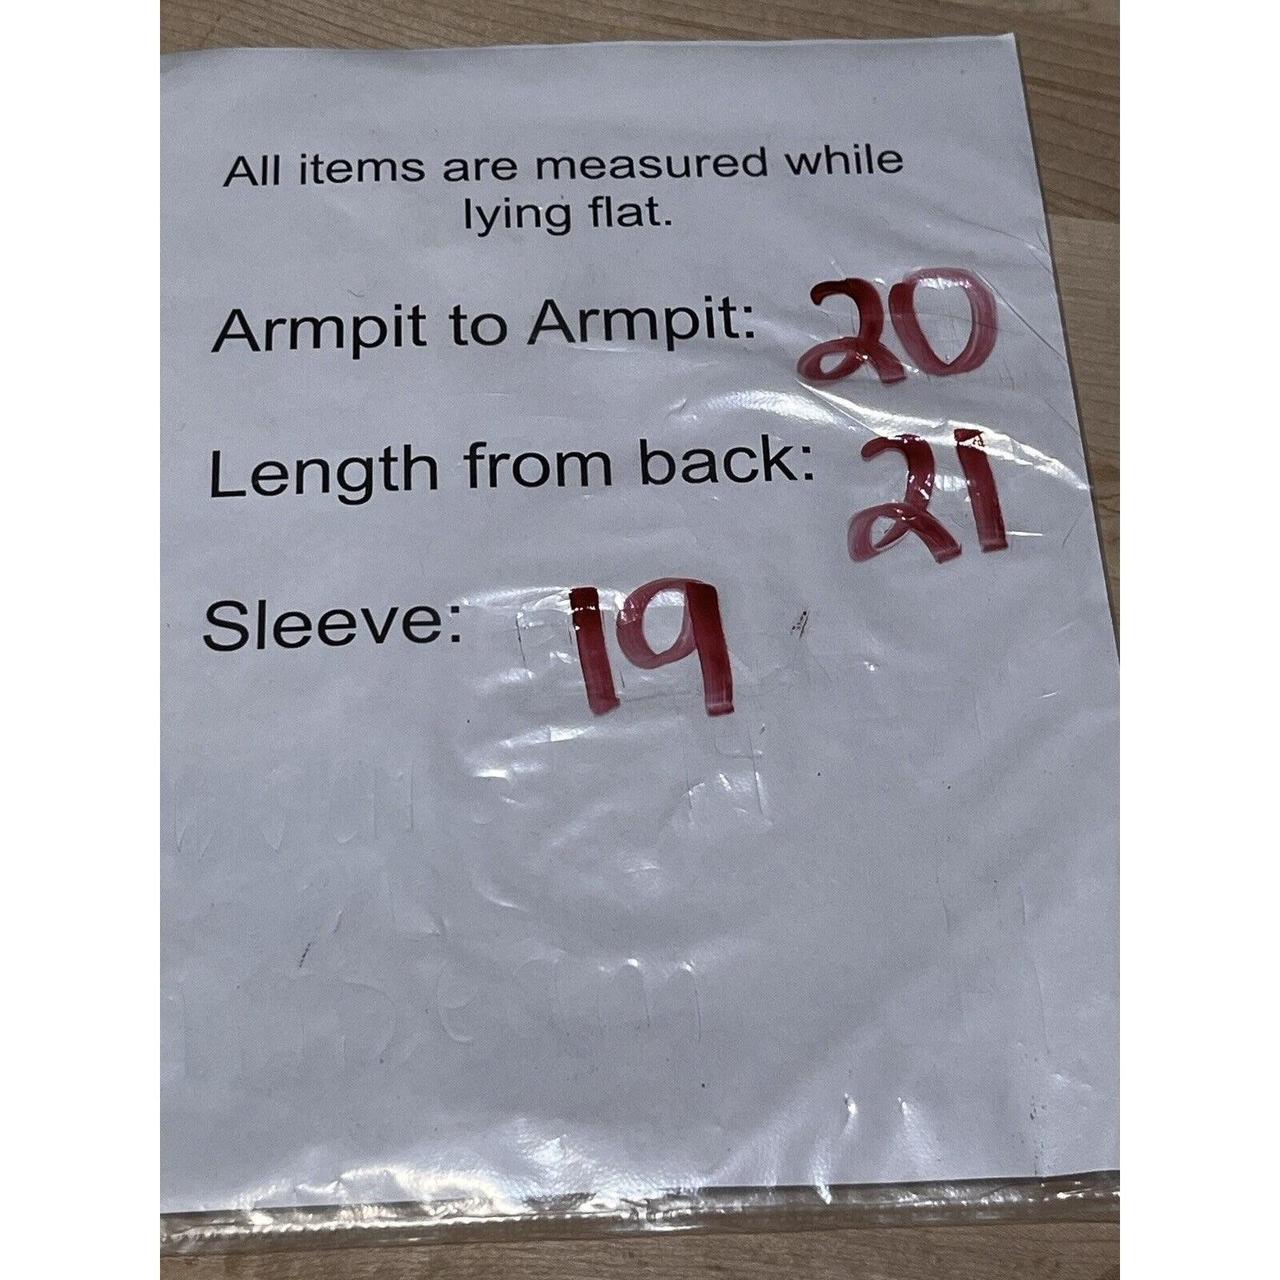 All items are measured while
lying flat.
Armpit to Armpit: 20
Length from back: 21
Sleeve: 19